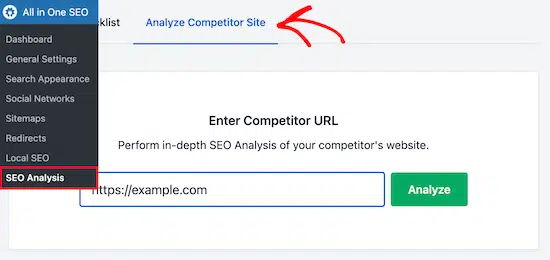 All in One SEO
cklist
Analyze Competitor Site
Dashboard
General Settings
Search Appearance
Social Networks
Sitemaps
Redirects
Local SEO
SEO Analysis
Enter Competitor URL
Perform in-depth SEO Analysis of your competitor's website.
https://example.com
Analyze